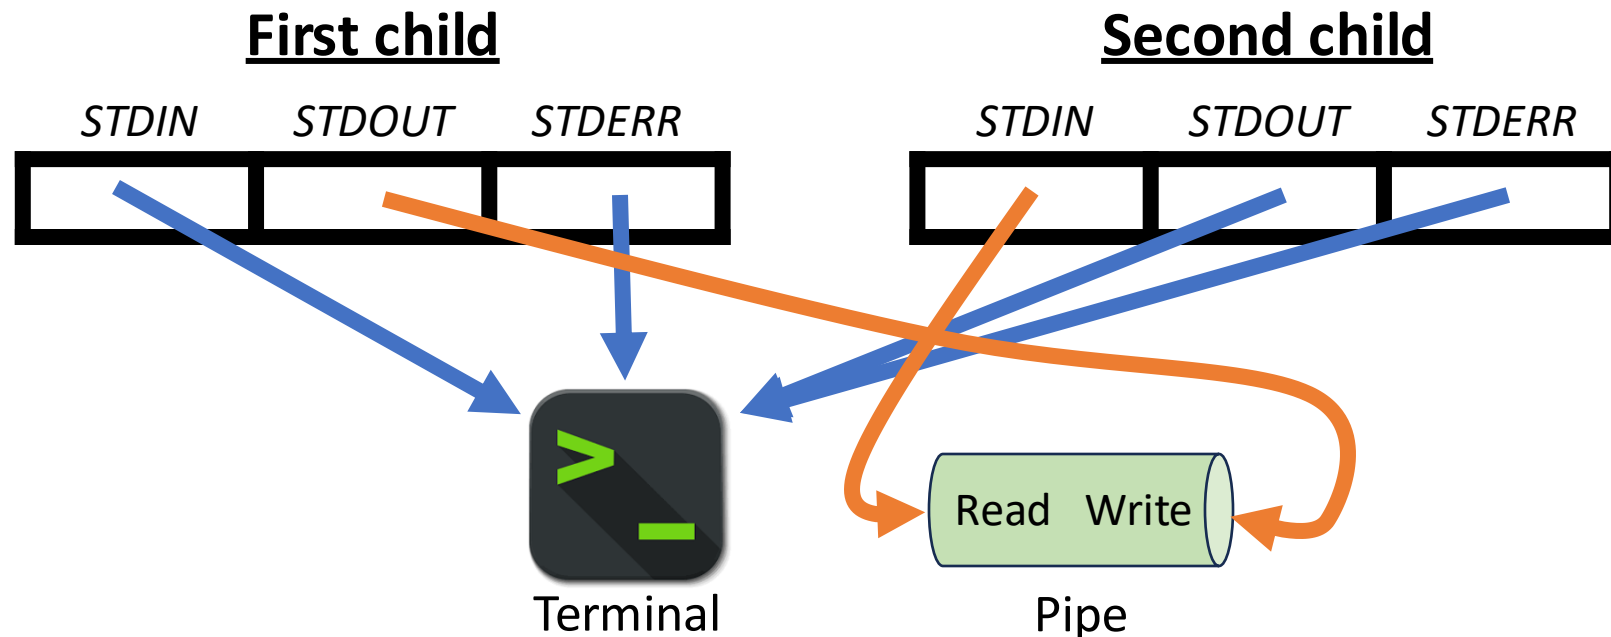 First child
Second child
STDIN STDOUT STDERR
STDIN STDOUT STDERR
>_
Read Write
Terminal
Pipe